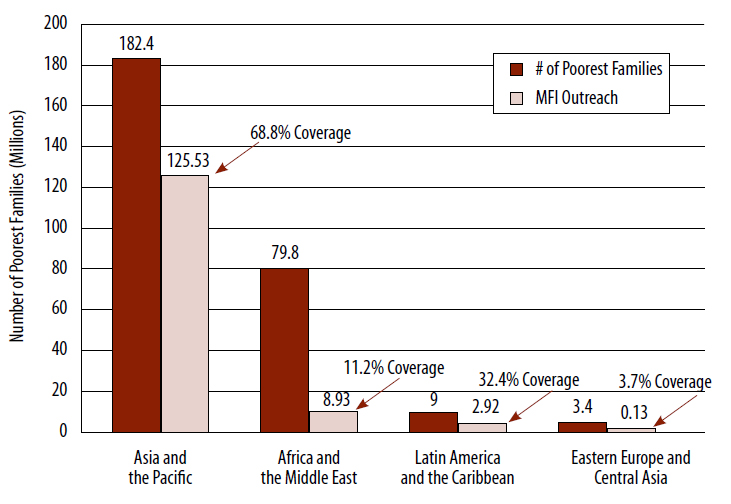 200
180
160
140
120
100
80
60
40
20
0
Number of Poorest Families (Millions)
# of Poorest Families
MFI Outreach
182.4
125.53
68.8% Coverage
79.8
8.93
11.2% Coverage
9
2.92
32.4% Coverage
3.4
0.13
3.7% Coverage
Asia and
the Pacific
Africa and
the Middle East
Latin America
and the Caribbean
Eastern Europe and
Central Asia